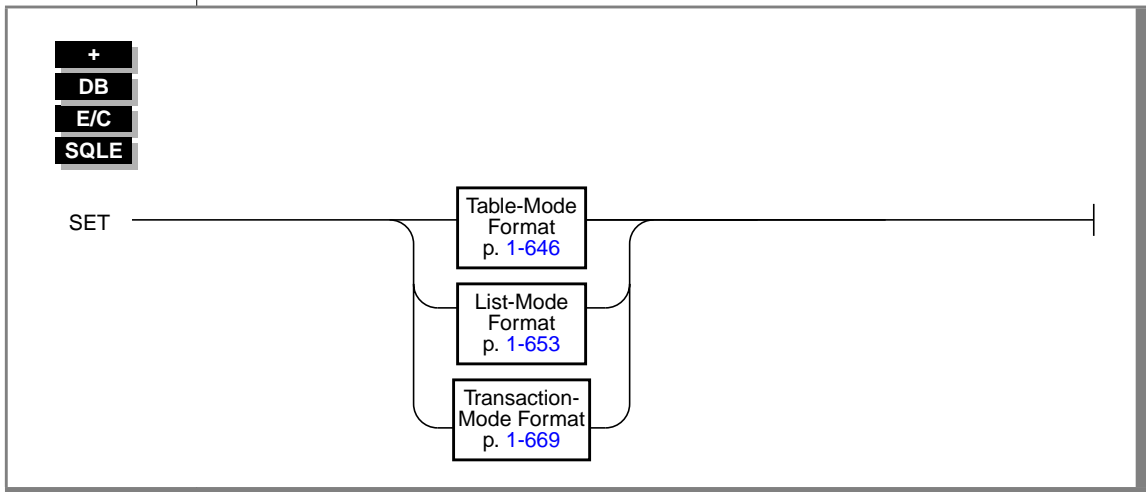 +
DB
E/C
SQLE
SET
Table-Mode
Format
p. 1-646
List-Mode
Format
p. 1-653
Transaction-
Mode Format
p. 1-669